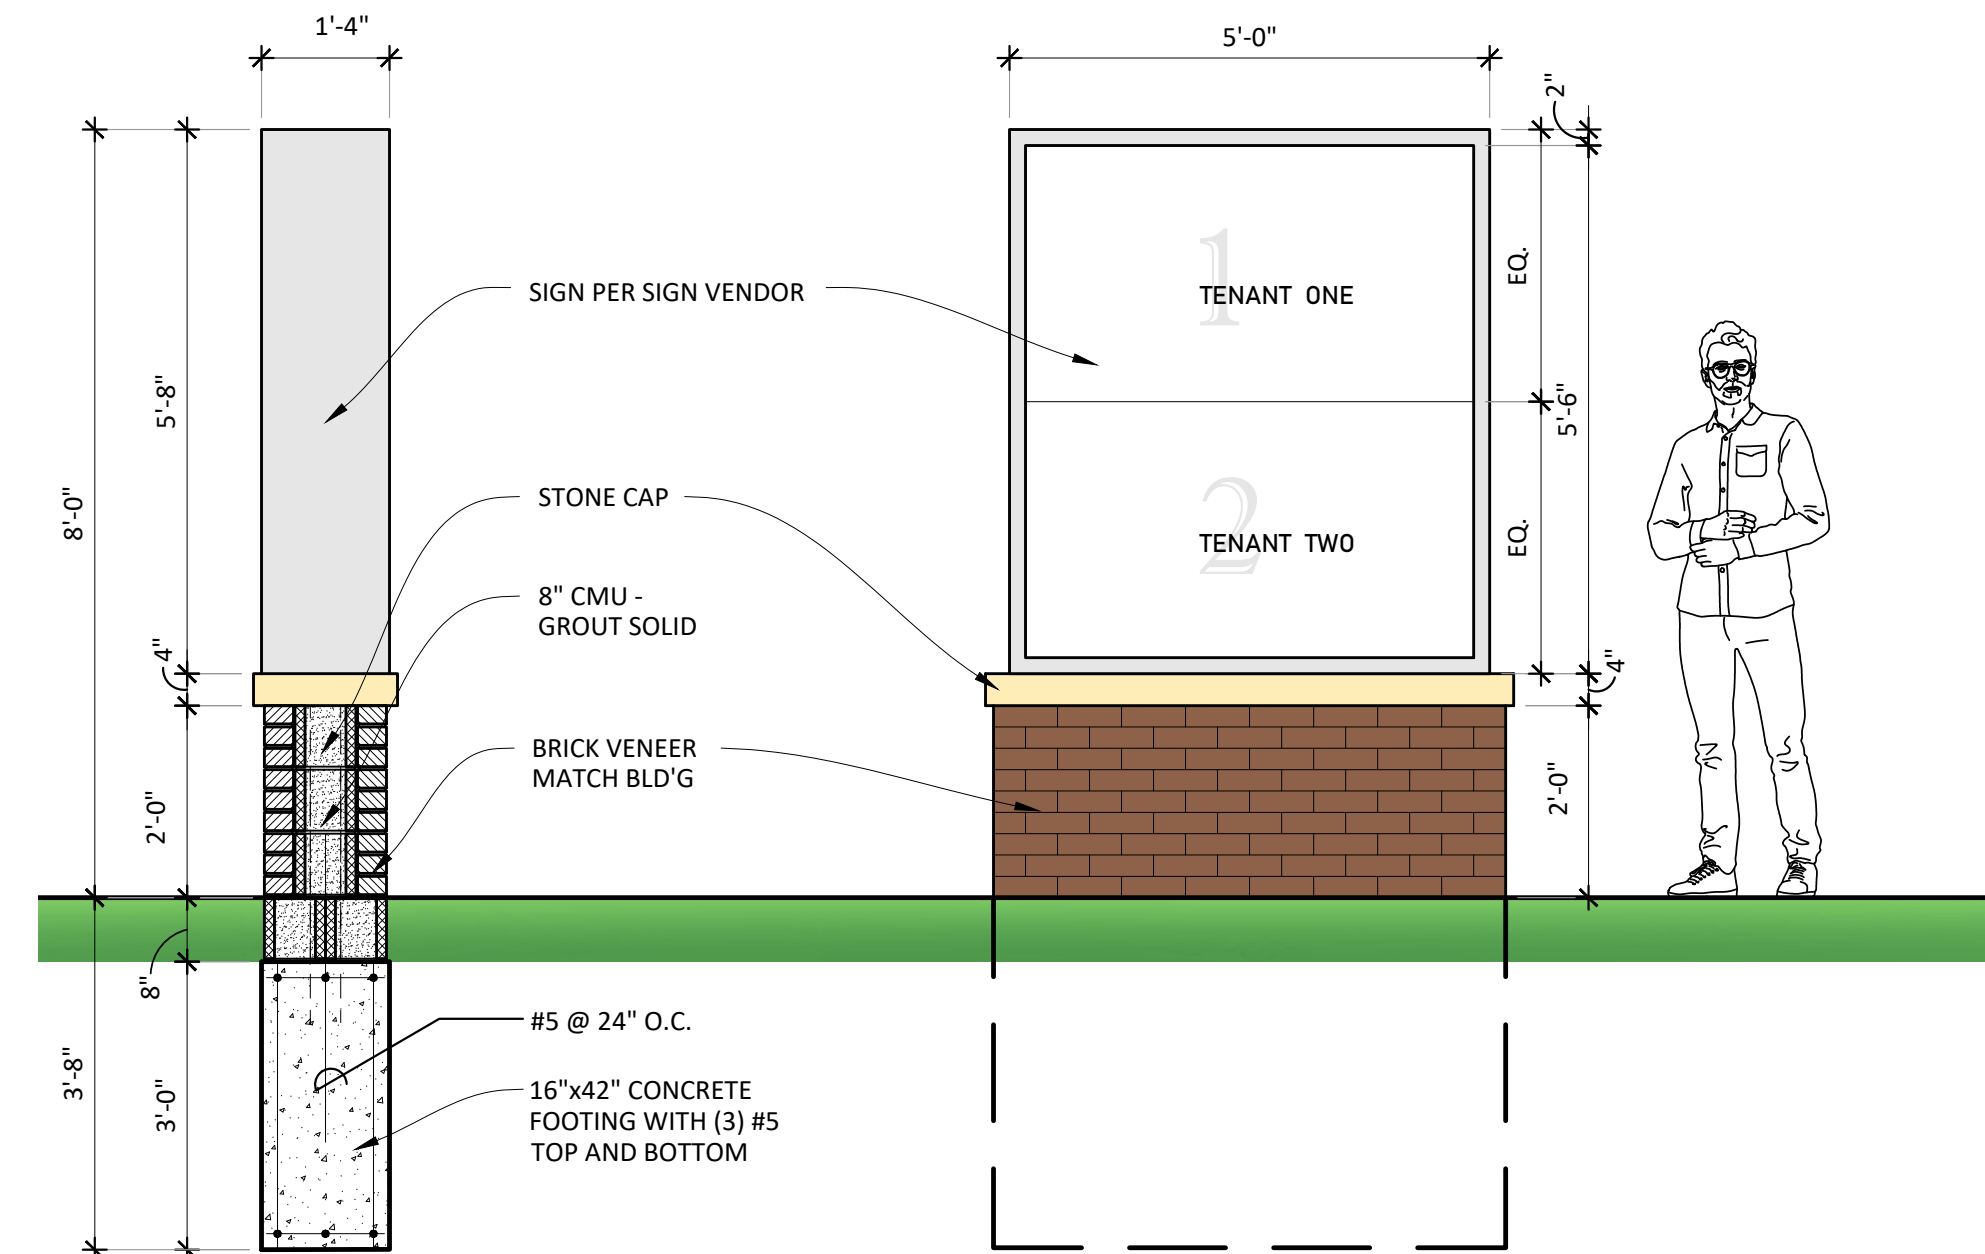 1'-4"
5'-0"
2"
8'-0"
5'-8"
4"
2'-0"
8"
3'-8"
3'-0"
SIGN PER SIGN VENDOR
STONE CAP
8" CMU -
GROUT SOLID
BRICK VENEER
MATCH BLD'G
#5 @ 24" O.C.
16"x42" CONCRETE
FOOTING WITH (3) #5
TOP AND BOTTOM
1
TENANT ONE
2
TENANT TWO
EQ.
EQ.
5'-6"
4"
2'-0"